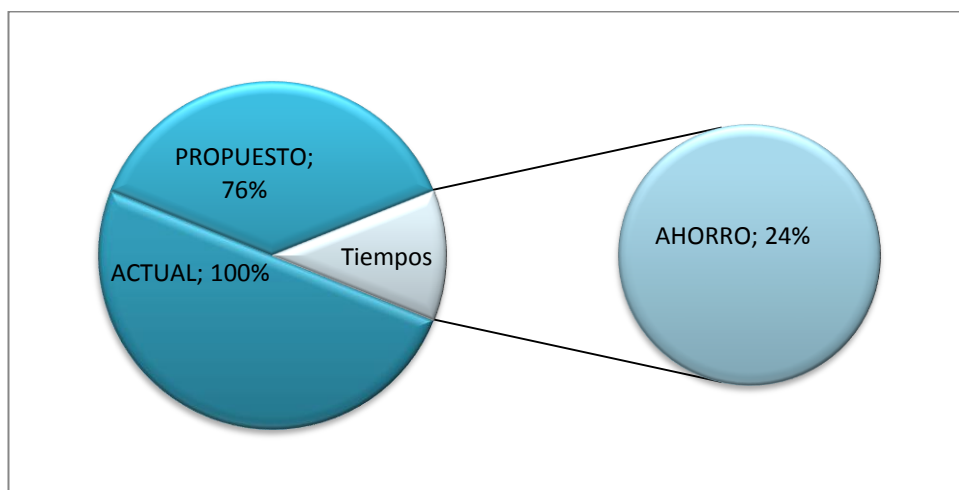 PROPUESTO;
76%
ACTUAL; 100%
Tiempos
AHORRO; 24%